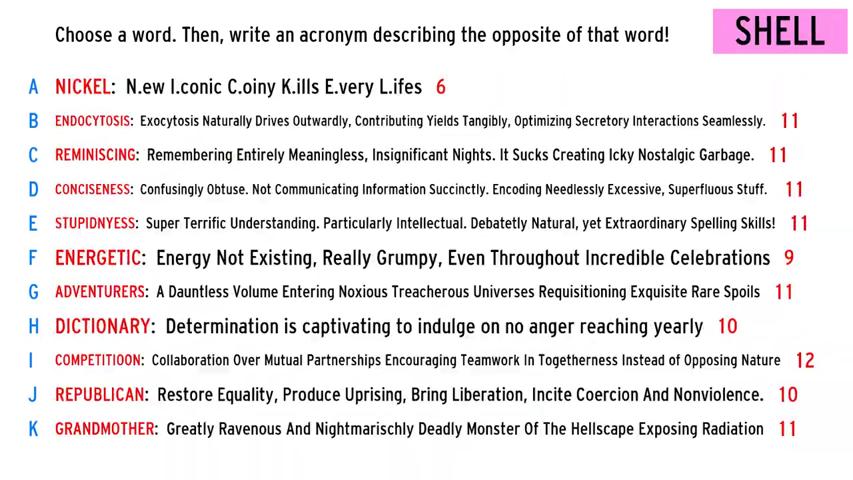 Choose a word. Then, write an acronym describing the opposite of that word!
SHELL
A NICKEL: N.ew I.conic C.oiny K.ills E.very L.ifes 6
B ENDOCYTOSIS: Exocytosis Naturally Drives Outwardly, Contributing Yields Tangibly, Optimizing Secretory Interactions Seamlessly. 11
C REMINISCING: Remembering Entirely Meaningless, Insignificant Nights. It Sucks Creating Icky Nostalgic Garbage. 11
D CONCISENESS: Confusingly Obtuse. Not Communicating Information Succinctly. Encoding Needlessly Excessive, Superfluous Stuff. 11
E STUPIDNYESS: Super Terrific Understanding. Particularly Intellectual. Debatetly Natural, yet Extraordinary Spelling Skills! 11
F ENERGETIC: Energy Not Existing, Really Grumpy, Even Throughout Incredible Celebrations 9
G ADVENTURERS: A Dauntless Volume Entering Noxious Treacherous Universes Requisitioning Exquisite Rare Spoils 11
H DICTIONARY: Determination is captivating to indulge on no anger reaching yearly 10
I COMPETITIOON: Collaboration Over Mutual Partnerships Encouraging Teamwork In Togetherness Instead of Opposing Nature 12
J REPUBLICAN: Restore Equality, Produce Uprising, Bring Liberation, Incite Coercion And Nonviolence. 10
K GRANDMOTHER: Greatly Ravenous And Nightmarischly Deadly Monster Of The Hellscape Exposing Radiation 11